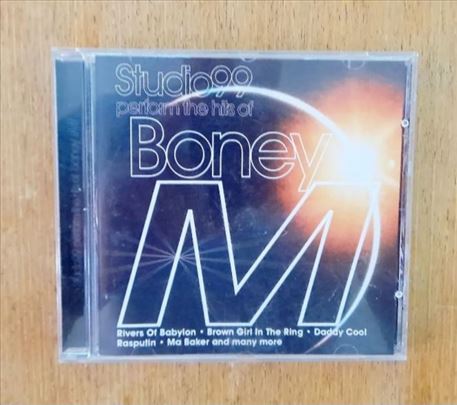 Studio99
perform the hits of
Boney
M
Rivers Of Babylon • Brown Girl In The Ring • Daddy Cool
Rasputin • Ma Baker and many more